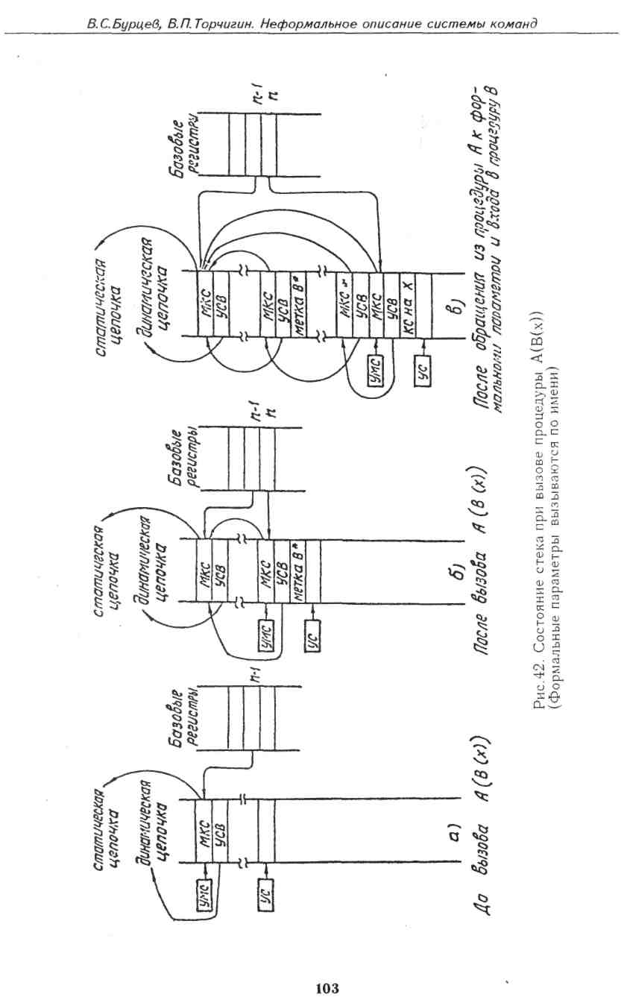 В.С.Бурцев, В.П.Торчигин. Неформальное описание системы команд
статическая
цепочка
динамическая
цепочка
Базовые
регистры
n-1
МКС
УСВ
УМС
УС
а)
До вызова A(B(x))
статическая
цепочка
динамическая
цепочка
Базовые
регистры
n-1
n
МКС
УСВ
МКС
УСВ
метка В*
УМС
УС
б)
После вызова A(B(x))
статическая
цепочка
динамическая
цепочка
Базовые
регистры
n-1
n
МКС
УСВ
МКС
УСВ
метка В*
МКС
УСВ
МКС
УСВ
КС на X
УМС
УС
в)
После обращения из процедуры A к фор-
мальному параметру и входа в процедуру B
Рис.42. Состояние стека при вызове процедуры A(B(x))
(Формальные параметры вызываются по имени)
103